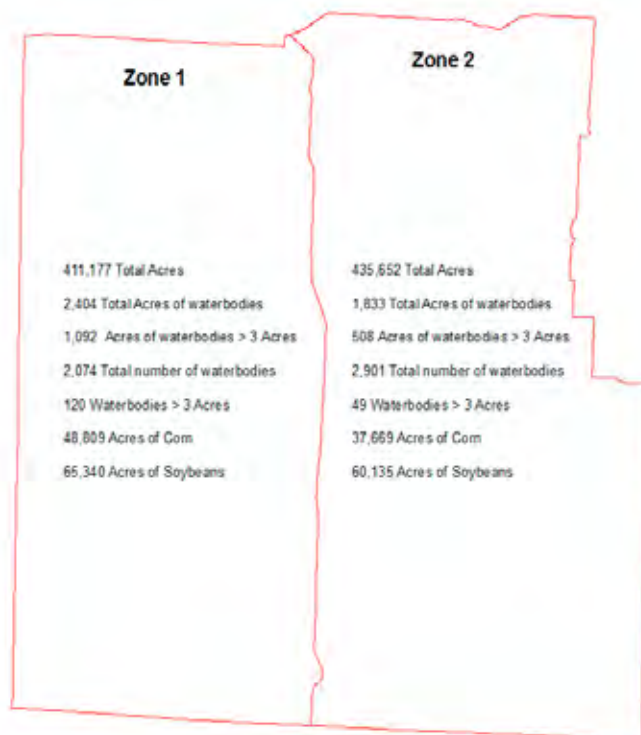 Zone 1
411,177 Total Acres
2,404 Total Acres of waterbodies
1,092 Acres of waterbodies > 3 Acres
2,074 Total number of waterbodies
120 Waterbodies > 3 Acres
48,809 Acres of Corn
65,340 Acres of Soybeans
Zone 2
435,652 Total Acres
1,833 Total Acres of waterbodies
508 Acres of waterbodies > 3 Acres
2,901 Total number of waterbodies
49 Waterbodies > 3 Acres
37,669 Acres of Corn
60,135 Acres of Soybeans